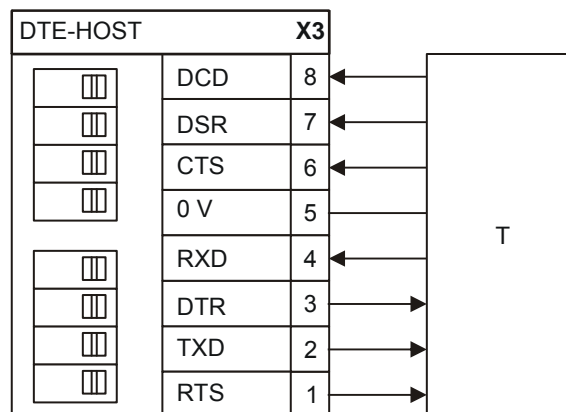 DTE-HOST X3
DCD 8
DSR 7
CTS 6
0 V 5
RXD 4
DTR 3
TXD 2
RTS 1
T